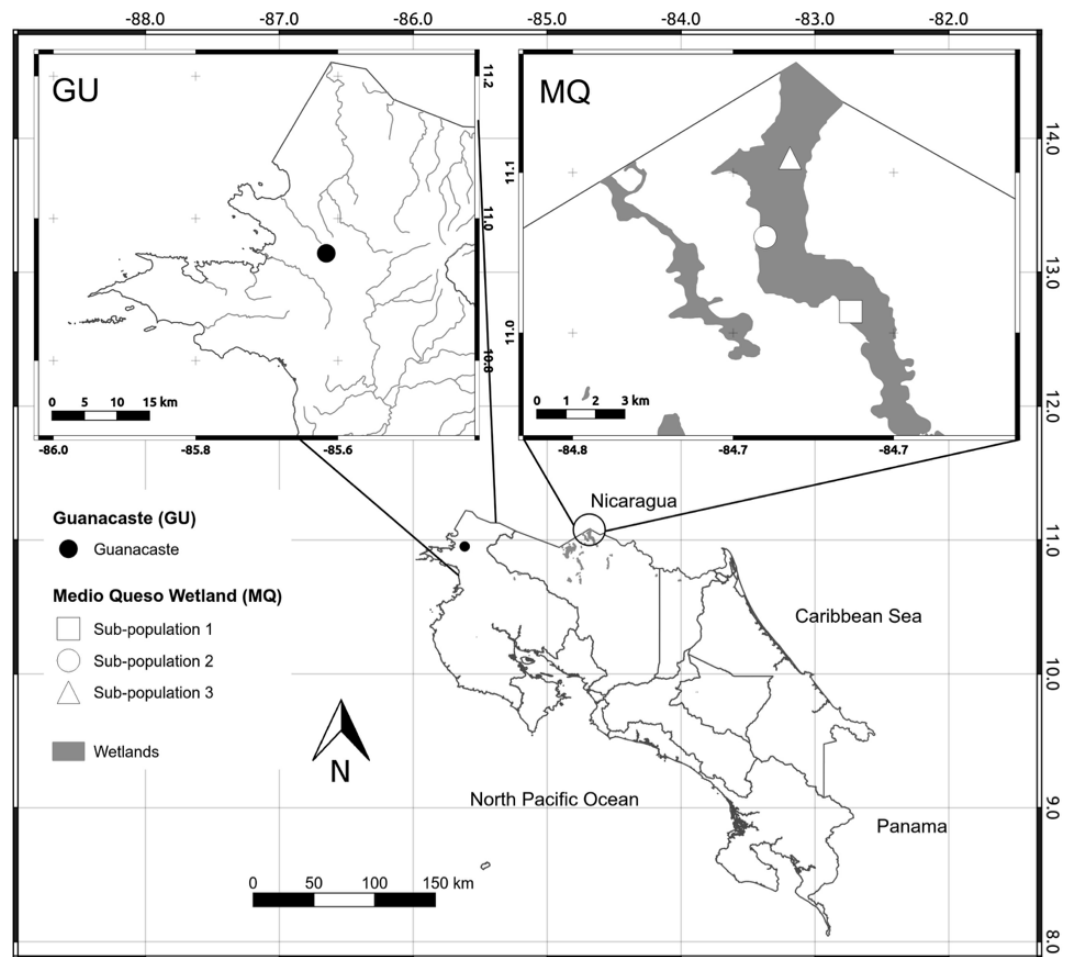 -88.0 -87.0 -86.0 -85.0 -84.0 -83.0 -82.0
GU
11.2
11.1
11.0
10.8
0 5 10 15 km
-86.0 -85.8 -85.6
MQ
11.1
11.0
0 1 2 3 km
-84.8 -84.7 -84.7
14.0
13.0
12.0
11.0
10.0
9.0
8.0
Nicaragua
Guanacaste (GU)
Guanacaste
Medio Queso Wetland (MQ)
Sub-population 1
Sub-population 2
Sub-population 3
Wetlands
N
Caribbean Sea
North Pacific Ocean
Panama
0 50 100 150 km